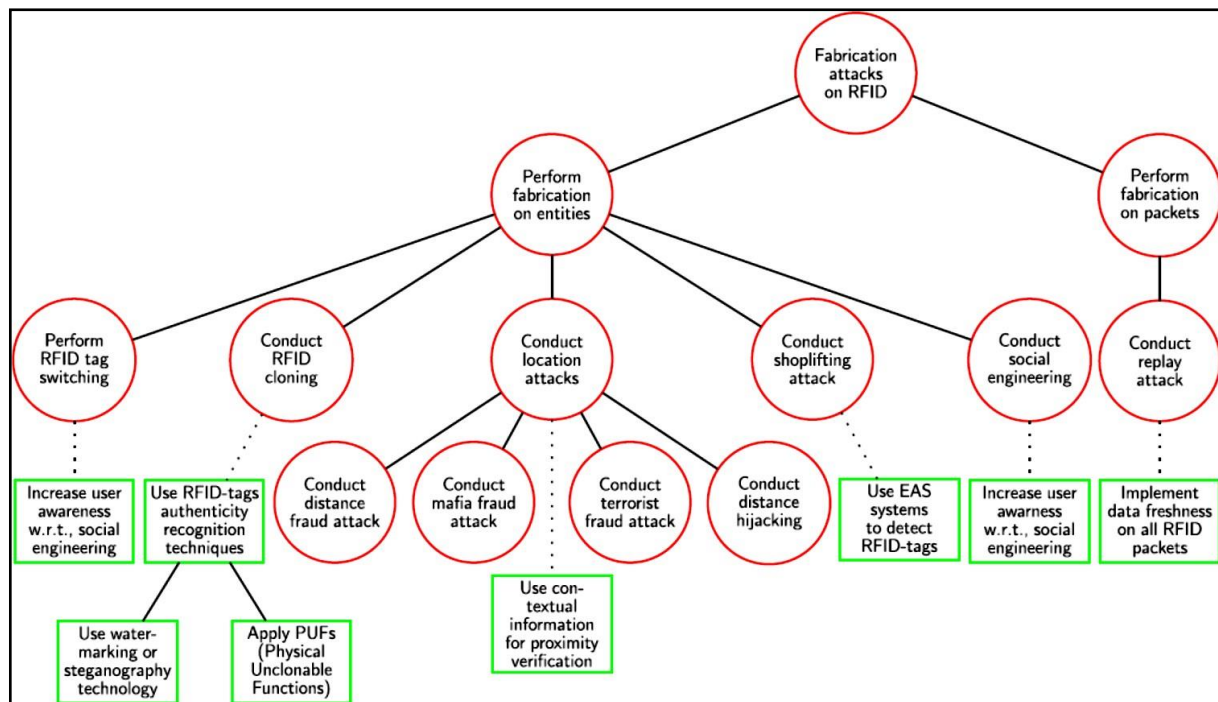 Fabrication
attacks
on RFID
Perform
fabrication
on entities
Perform
fabrication
on packets
Perform
RFID tag
switching
Conduct
RFID
cloning
Conduct
location
attacks
Conduct
shoplifting
attack
Conduct
social
engineering
Conduct
replay
attack
Increase user
awareness
w.r.t., social
engineering
Use RFID-tags
authenticity
recognition
techniques
Conduct
distance
fraud attack
Conduct
mafia fraud
attack
Conduct
terrorist
fraud attack
Conduct
distance
hijacking
Use EAS
systems
to detect
RFID-tags
Increase user
awarness
w.r.t., social
engineering
Implement
data freshness
on all RFID
packets
Use water-
marking or
steganography
technology
Apply PUFs
(Physical
Unclonable
Functions)
Use con-
textual
information
for proximity
verification